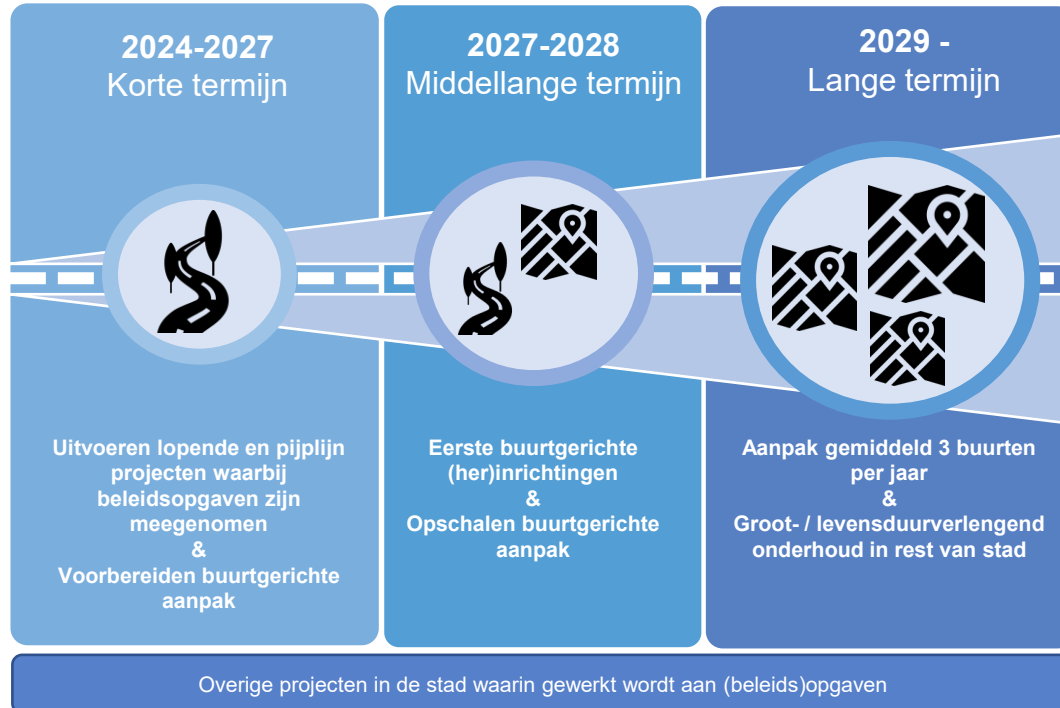 2024-2027
Korte termijn
Uitvoeren lopende en pijplijn
projecten waarbij
beleidsopgaven zijn
meegenomen
&
Voorbereiden buurtgerichte
aanpak
2027-2028
Middellange termijn
Eerste buurtgerichte
(her)inrichtingen
&
Opschalen buurtgerichte
aanpak
2029 -
Lange termijn
Aanpak gemiddeld 3 buurten
per jaar
&
Groot- / levensduurverlengend
onderhoud in rest van stad
Overige projecten in de stad waarin gewerkt wordt aan (beleids)opgaven